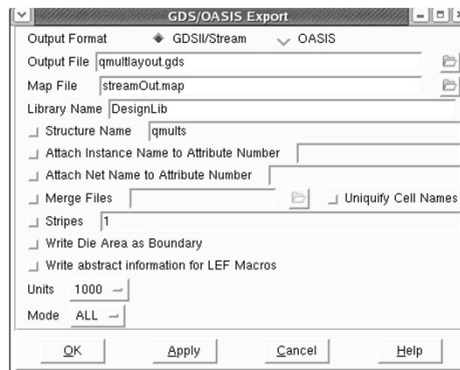 GDS/OASIS Export
Output Format GDSII/Stream OASIS
Output File qmultlayout.gds
Map File streamOut.map
Library Name DesignLib
Structure Name qmults
Attach Instance Name to Attribute Number
Attach Net Name to Attribute Number
Merge Files Uniquify Cell Names
Stripes 1
Write Die Area as Boundary
Write abstract information for LEF Macros
Units 1000
Mode ALL
OK Apply Cancel Help